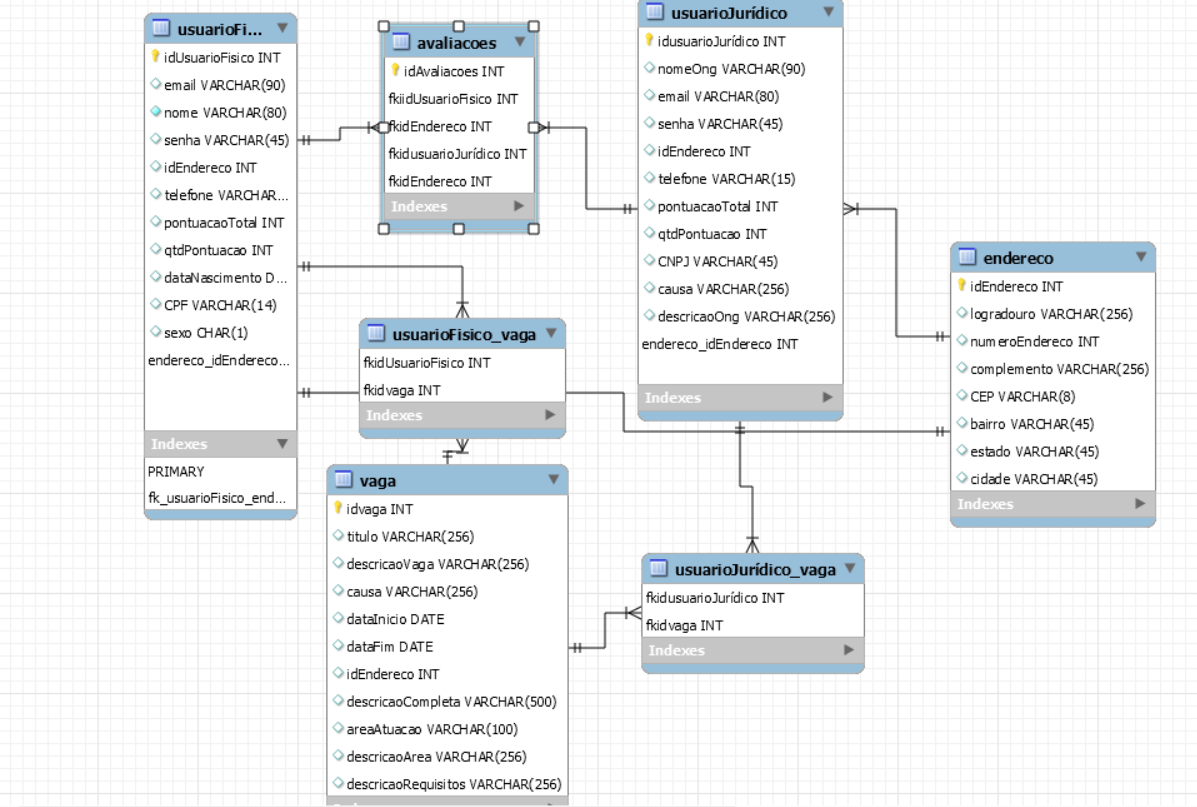 usuarioFi...
idUsuarioFisico INT
email VARCHAR(90)
nome VARCHAR(80)
senha VARCHAR(45)
idEndereco INT
telefone VARCHAR...
pontuacaoTotal INT
qtdPontuacao INT
dataNascimento D...
CPF VARCHAR(14)
sexo CHAR(1)
endereco_idEndereco...
Indexes
PRIMARY
fk_usuarioFisico_end...
avaliacoes
idAvaliacoes INT
fkiidUsuarioFisico INT
fkidEndereco INT
fkidusuarioJurídico INT
fkidEndereco INT
Indexes
usuarioJurídico
idusuarioJurídico INT
nomeOng VARCHAR(90)
email VARCHAR(80)
senha VARCHAR(45)
idEndereco INT
telefone VARCHAR(15)
pontuacaoTotal INT
qtdPontuacao INT
CNPJ VARCHAR(45)
causa VARCHAR(256)
descricaoOng VARCHAR(256)
endereco_idEndereco INT
Indexes
endereco
idEndereco INT
logradouro VARCHAR(256)
numeroEndereco INT
complemento VARCHAR(256)
CEP VARCHAR(8)
bairro VARCHAR(45)
estado VARCHAR(45)
cidade VARCHAR(45)
Indexes
usuarioFisico_vaga
fkidUsuarioFisico INT
fkidvaga INT
Indexes
vaga
idvaga INT
titulo VARCHAR(256)
descricaoVaga VARCHAR(256)
causa VARCHAR(256)
dataInicio DATE
dataFim DATE
idEndereco INT
descricaoCompleta VARCHAR(500)
areaAtuacao VARCHAR(100)
descricaoArea VARCHAR(256)
descricaoRequisitos VARCHAR(256)
usuarioJurídico_vaga
fkidusuarioJurídico INT
fkidvaga INT
Indexes